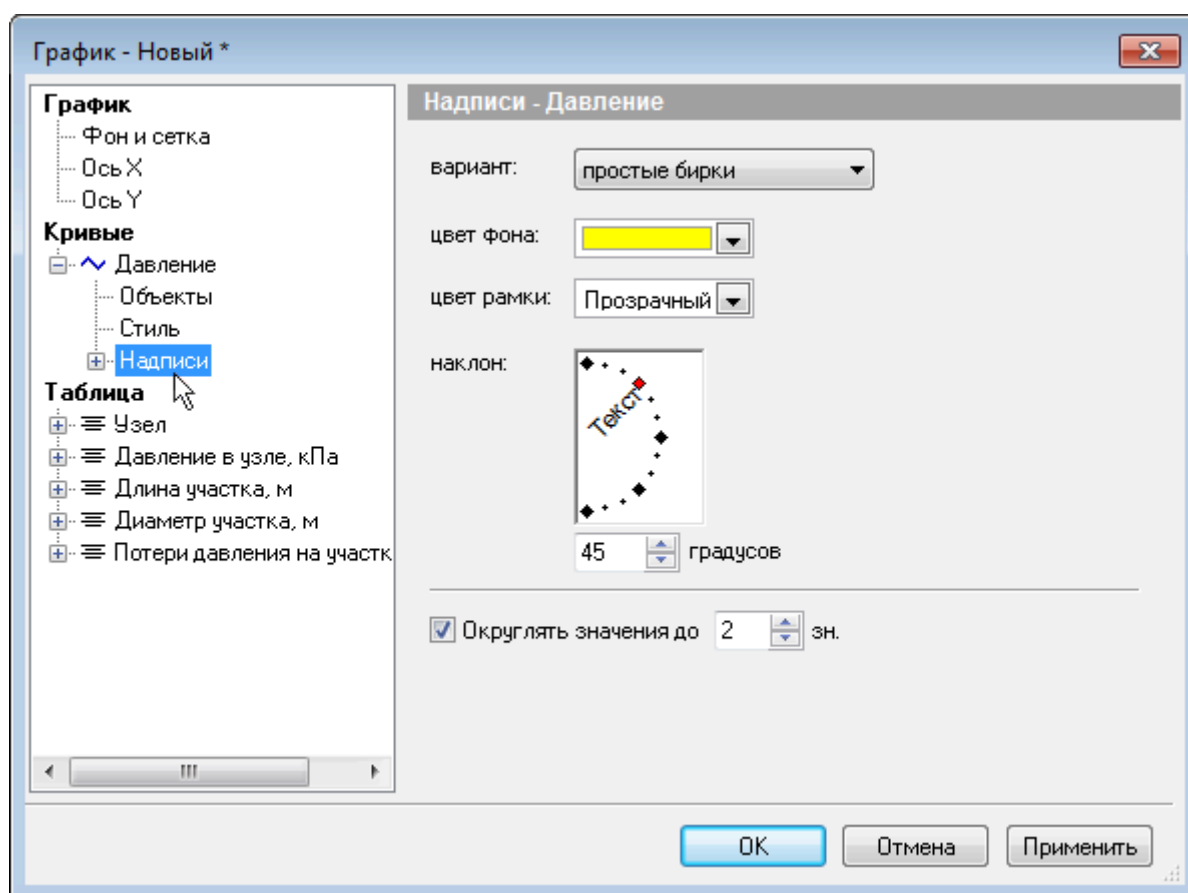 График - Новый *
График
Фон и сетка
Ось X
Ось Y
Кривые
Давление
Объекты
Стиль
Надписи
Таблица
Узел
Давление в узле, кПа
Длина участка, м
Диаметр участка, м
Потери давления на участк
Надписи - Давление
вариант: простые бирки
цвет фона:
цвет рамки: Прозрачный
наклон:
Текст
45 градусов
Округлять значения до 2 зн.
OK Отмена Применить